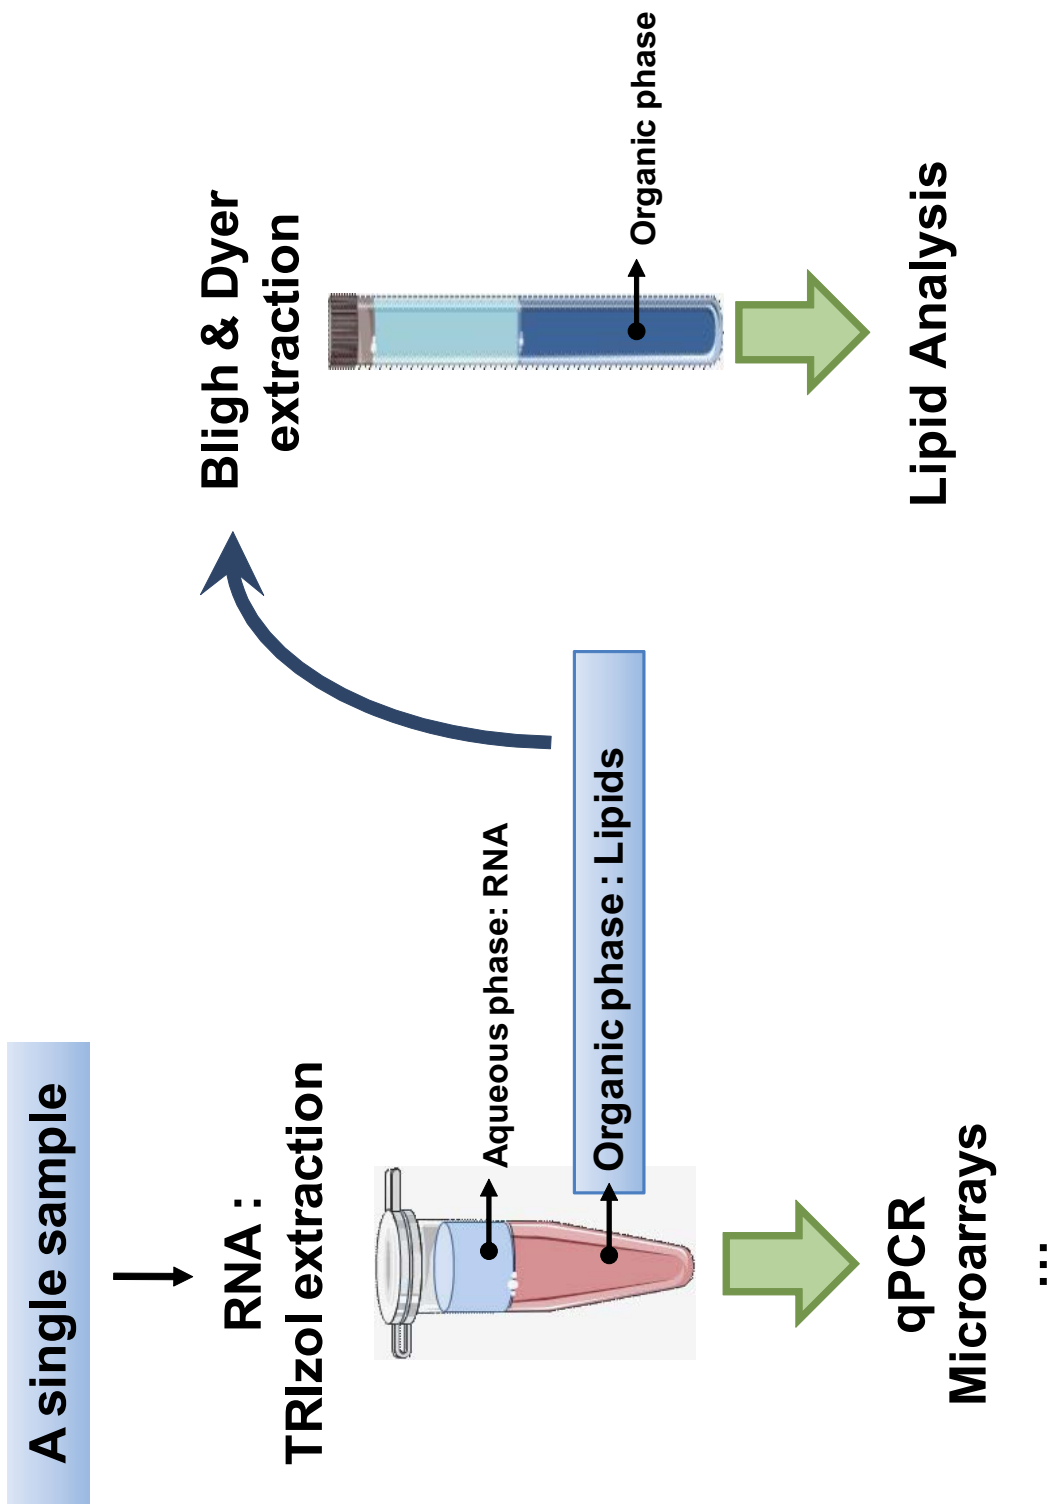 A single sample
RNA :
TRIzol extraction
Aqueous phase: RNA
Organic phase : Lipids
qPCR
Microarrays
...
Bligh & Dyer
extraction
Organic phase
Lipid Analysis